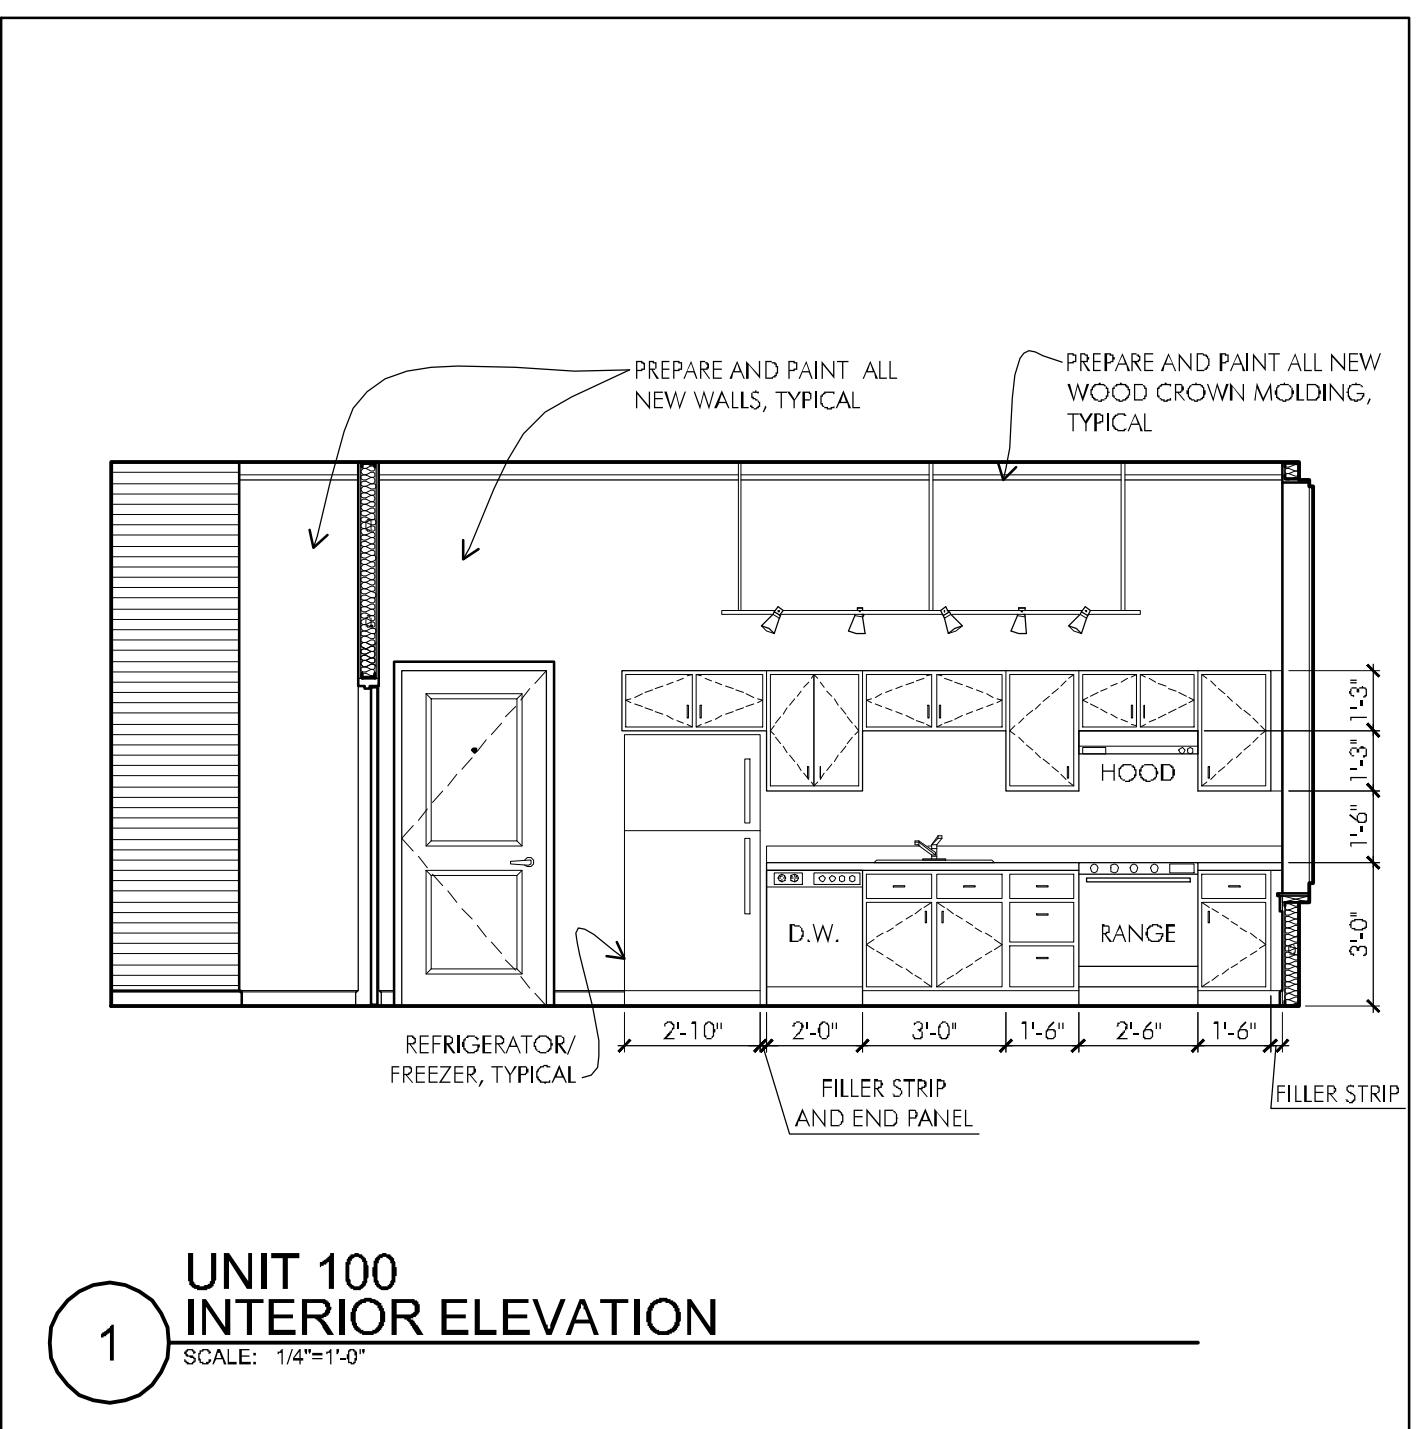 PREPARE AND PAINT ALL
NEW WALLS, TYPICAL
PREPARE AND PAINT ALL NEW
WOOD CROWN MOLDING,
TYPICAL
1'-3"
1'-3"
1'-6"
3'-0"
HOOD
D.W.
RANGE
2'-10"
2'-0"
3'-0"
1'-6"
2'-6"
1'-6"
REFRIGERATOR/
FREEZER, TYPICAL
FILLER STRIP
AND END PANEL
FILLER STRIP
1
UNIT 100
INTERIOR ELEVATION
SCALE: 1/4"=1'-0"